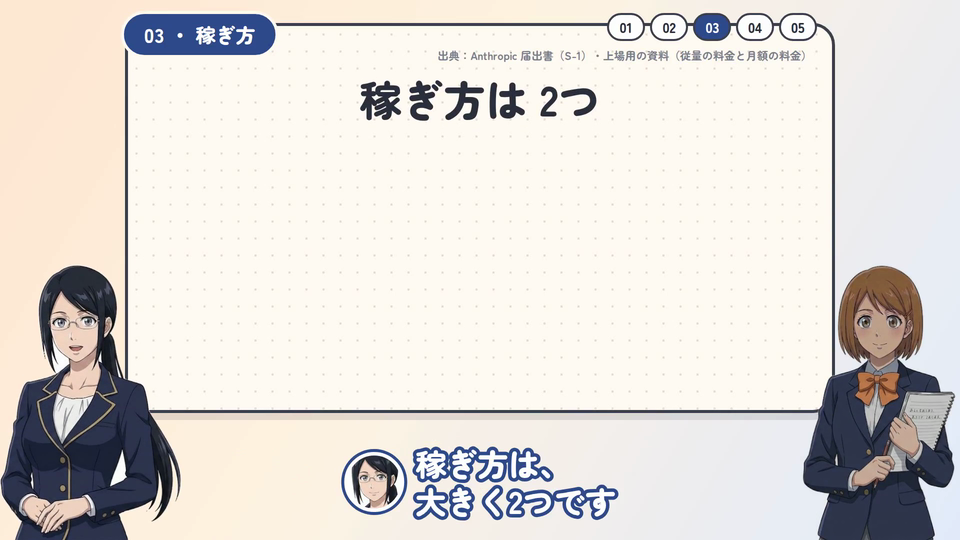 03 ・ 稼ぎ方
01 02 03 04 05
出典：Anthropic 届出書（S-1）・上場用の資料（従量の料金と月額の料金）
稼ぎ方は 2つ
稼ぎ方は、
大きく2つです